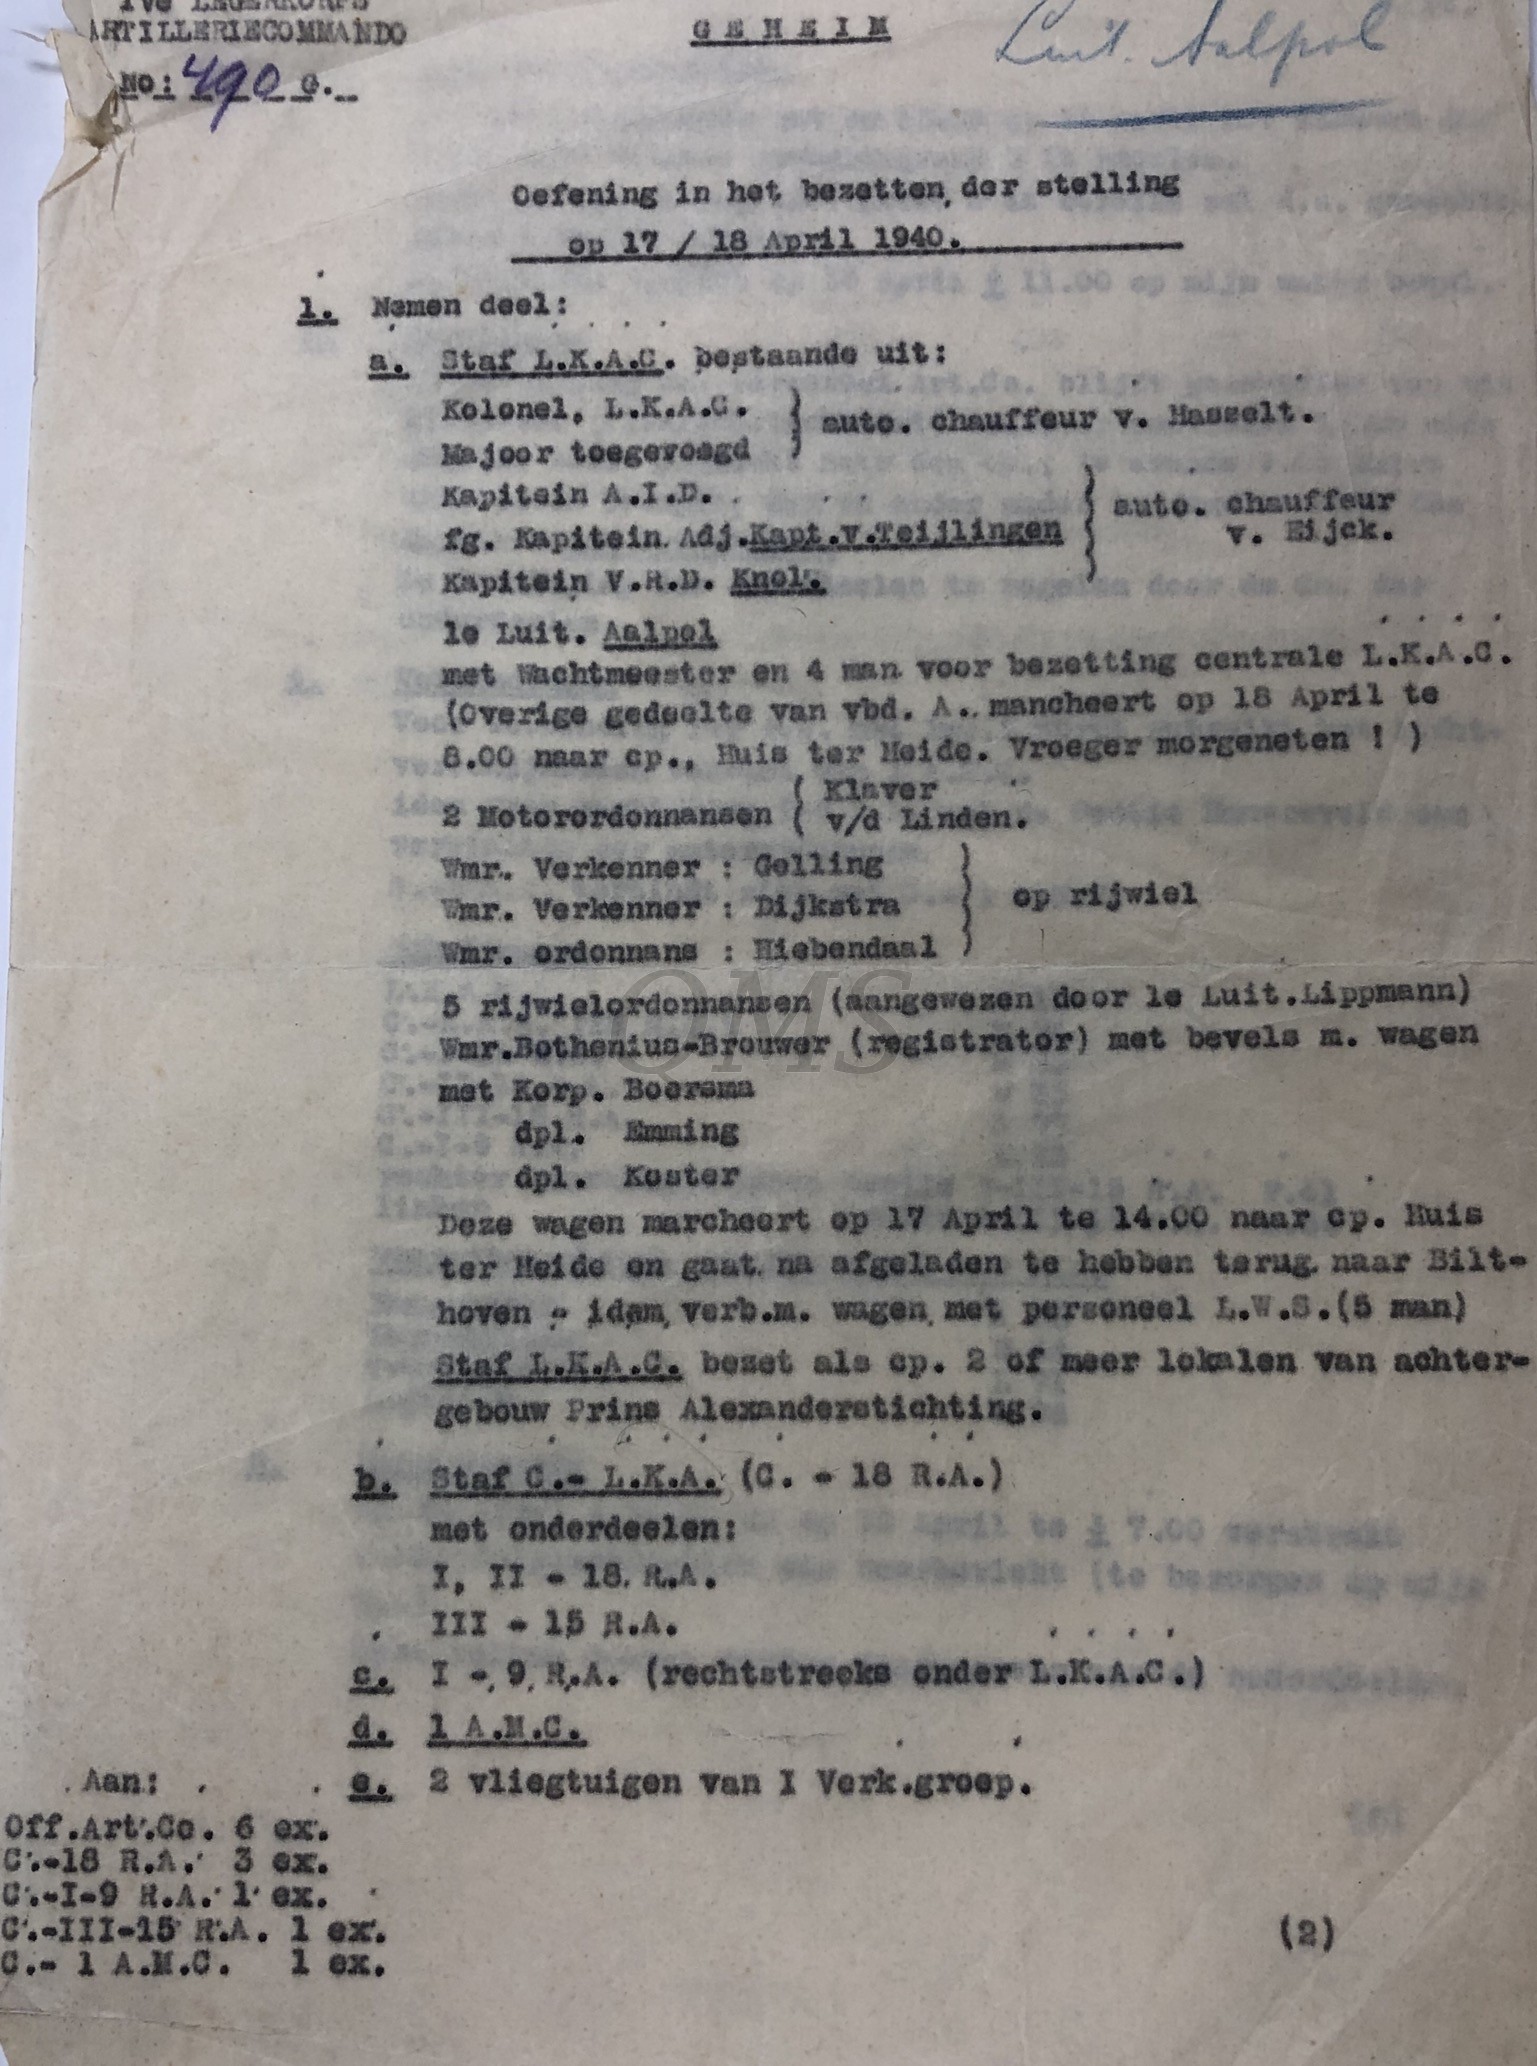 IVe LEGERKORPS
ARTILLERIECOMMANDO
GEHEIM
Luit. Aalpol
No: 490 G.
Oefening in het bezetten der stelling
op 17 / 18 April 1940.
1. Nemen deel:
a. Staf L.K.A.C. bestaande uit:
Kolonel, L.K.A.C.
Majoor toegevoegd
} auto. chauffeur v. Hasselt.
Kapitein A.I.D.
fg. Kapitein Adj. Kapt.v.Teijlingen
Kapitein V.R.D. Knol.
} auto. chauffeur
v. Eijck.
1e Luit. Aalpol
met Wachtmeester en 4 man voor bezetting centrale L.K.A.C.
(Overige gedeelte van vbd. A. mancheert op 18 April te
8.00 naar cp., Huis ter Heide. Vroeger morgeneten ! )
2 Motorordonnansen { Klaver
{ v/d Linden.
Wmr. Verkenner : Gelling
Wmr. Verkenner : Dijkstra
Wmr. ordonnans : Hiebendaal
} op rijwiel
5 rijwielordonnansen (aangewezen door 1e Luit.Lippmann)
Wmr.Bothenius-Brouwer (registrator) met bevels m. wagen
met Korp. Boersma
dpl. Emming
dpl. Koster
Deze wagen marcheert op 17 April te 14.00 naar cp. Huis
ter Heide en gaat na afgeladen te hebben terug naar Bilt-
hoven - idem verb.m. wagen met personeel L.W.S.(5 man)
Staf L.K.A.C. bezet als cp. 2 of meer lokalen van achter-
gebouw Prins Alexanderstichting.
b. Staf C.- L.K.A. (C. - 18 R.A.)
met onderdeelen:
I, II - 18 R.A.
III - 15 R.A.
c. I - 9 R.A. (rechtstreeks onder L.K.A.C.)
d. 1 A.M.C.
e. 2 vliegtuigen van I Verk.groep.
Aan:
Off.Art.Co. 6 ex.
C.-18 R.A. 3 ex.
C.-I-9 R.A. 1 ex.
C.-III-15 R.A. 1 ex.
C.- 1 A.M.C. 1 ex.
(2)
OMS